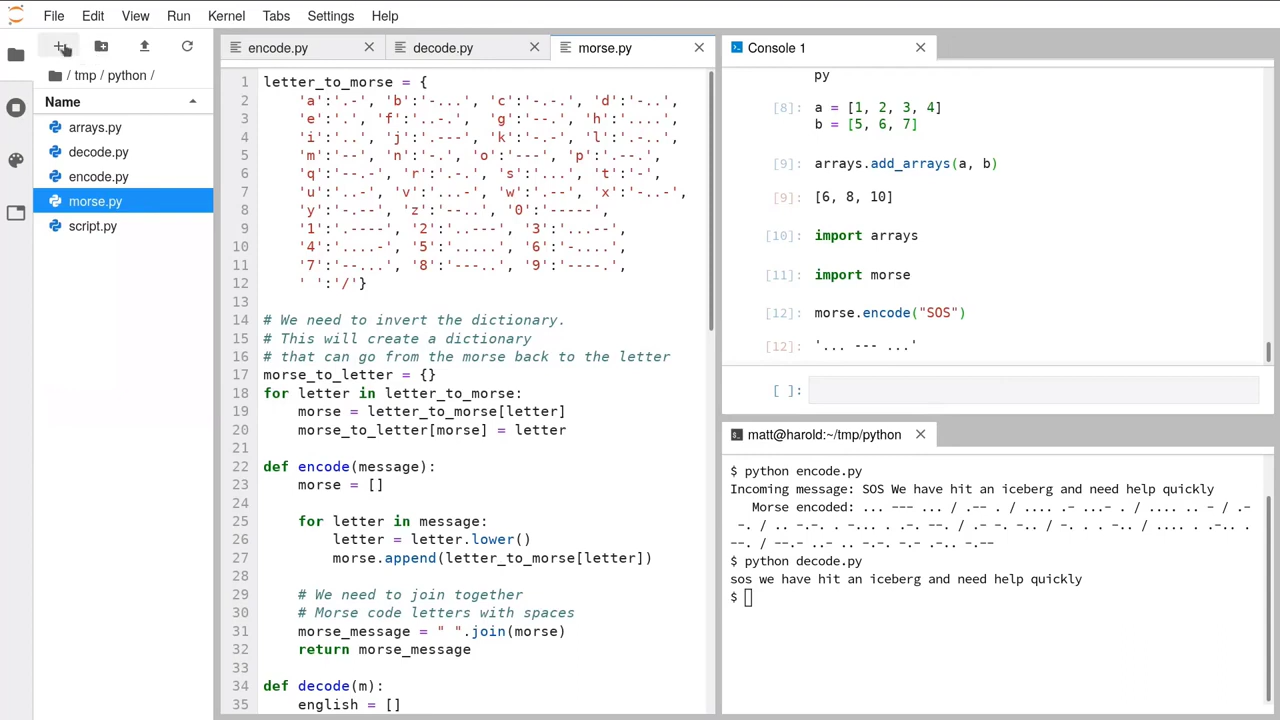 File Edit View Run Kernel Tabs Settings Help
/ tmp / python /
Name
arrays.py
decode.py
encode.py
morse.py
script.py
encode.py
decode.py
morse.py
1 letter_to_morse = {
2     'a':'.-', 'b':'-...', 'c':'-.-.', 'd':'-..',
3     'e':'.', 'f':'..-.', 'g':'--.', 'h':'....',
4     'i':'..', 'j':'.---', 'k':'-.-', 'l':'.-..',
5     'm':'--', 'n':'-.', 'o':'---', 'p':'.--.',
6     'q':'--.-', 'r':'.-.', 's':'...', 't':'-',
7     'u':'..-', 'v':'...-', 'w':'.--', 'x':'-..-',
8     'y':'-.--', 'z':'--..', '0':'-----',
9     '1':'.----', '2':'..---', '3':'...--',
10     '4':'....-', '5':'.....', '6':'-....',
11     '7':'--...', '8':'---..', '9':'----.',
12     ' ':'/'}
13
14 # We need to invert the dictionary.
15 # This will create a dictionary
16 # that can go from the morse back to the letter
17 morse_to_letter = {}
18 for letter in letter_to_morse:
19     morse = letter_to_morse[letter]
20     morse_to_letter[morse] = letter
21
22 def encode(message):
23     morse = []
24
25     for letter in message:
26         letter = letter.lower()
27         morse.append(letter_to_morse[letter])
28
29     # We need to join together
30     # Morse code letters with spaces
31     morse_message = " ".join(morse)
32     return morse_message
33
34 def decode(m):
35     english = []
Console 1
py
[8]: a = [1, 2, 3, 4]
b = [5, 6, 7]
[9]: arrays.add_arrays(a, b)
[9]: [6, 8, 10]
[10]: import arrays
[11]: import morse
[12]: morse.encode("SOS")
[12]: '... --- ...'
[ ]:
matt@harold:~/tmp/python
$ python encode.py
Incoming message: SOS We have hit an iceberg and need help quickly
   Morse encoded: ... --- ... / .-- . / .... .- ...- . / .... .. - / .-
 -. / .. -.-. . -... . .-. --. / .- -. -.. / -. . . -.. / .... . .-.. .
--. / --.- ..- .. -.-. -.- .-.. -.--
$ python decode.py
sos we have hit an iceberg and need help quickly
$